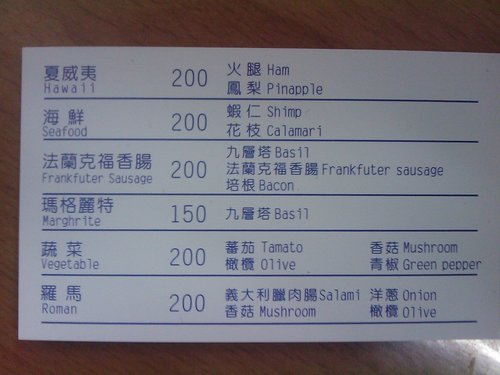 夏威夷 200 火腿 Ham
Hawaii 鳳梨 Pinapple
海鮮 200 蝦仁 Shimp
Seafood 花枝 Calamari
九層塔 Basil
法蘭克福香腸 200 法蘭克福香腸 Frankfuter sausage
Frankfuter Sausage 培根 Bacon
瑪格麗特 150 九層塔 Basil
Marghrite
蔬菜 200 蕃茄 Tamato 香菇 Mushroom
Vegetable 橄欖 Olive 青椒 Green pepper
羅馬 200 義大利臘肉腸 Salami 洋蔥 Onion
Roman 香菇 Mushroom 橄欖 Olive